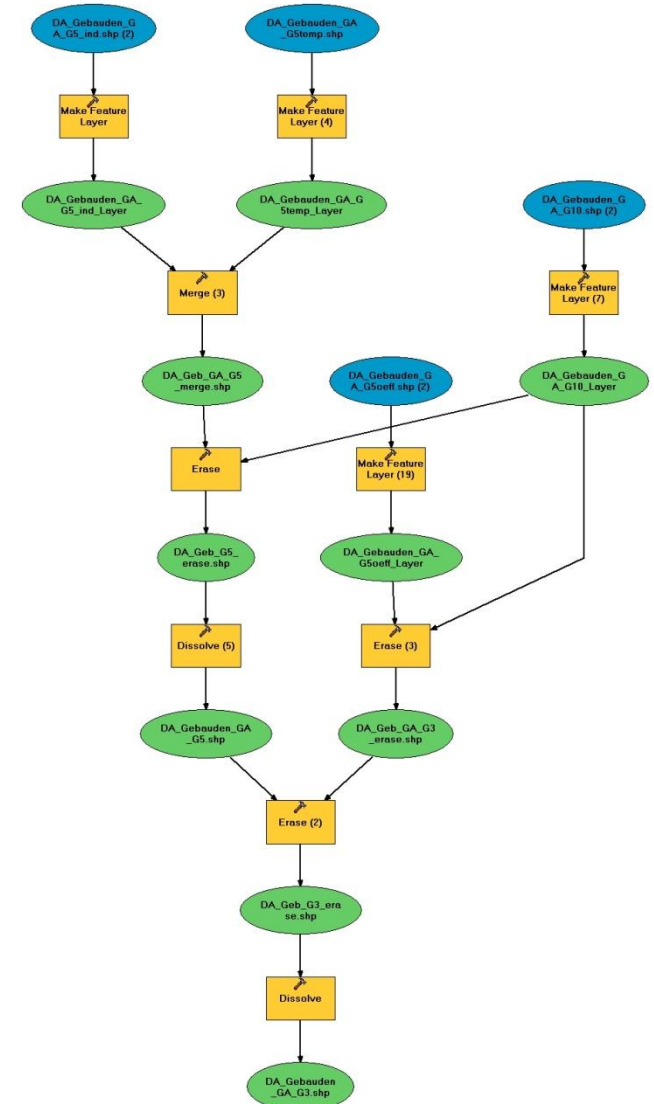 DA_Gebauden_G
A_G5_ind.shp (2)
DA_Gebauden_GA
_G5temp.shp
Make Feature
Layer
Make Feature
Layer (4)
DA_Gebauden_GA_
G5_ind_Layer
DA_Gebauden_GA_G
5temp_Layer
DA_Gebauden_G
A_G10.shp (2)
Merge (3)
Make Feature
Layer (7)
DA_Geb_GA_G5
_merge.shp
DA_Gebauden_G
A_G5oeff.shp (2)
DA_Gebauden_G
A_G10_Layer
Erase
Make Feature
Layer (19)
DA_Geb_G5_
erase.shp
DA_Gebauden_GA_
G5oeff_Layer
Dissolve (5)
Erase (3)
DA_Gebauden_GA
_G5.shp
DA_Geb_GA_G3
_erase.shp
Erase (2)
DA_Geb_G3_era
se.shp
Dissolve
DA_Gebauden
_GA_G3.shp